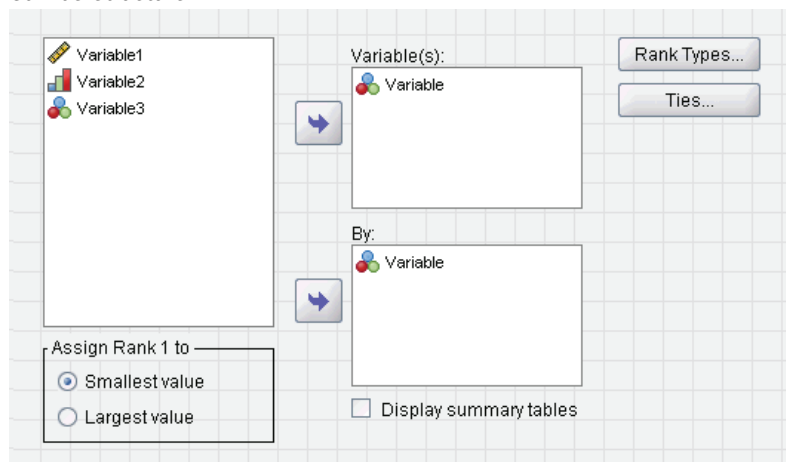 Variable1
Variable2
Variable3
Variable(s):
Variable
Rank Types...
Ties...
By:
Variable
Assign Rank 1 to
Smallest value
Largest value
Display summary tables